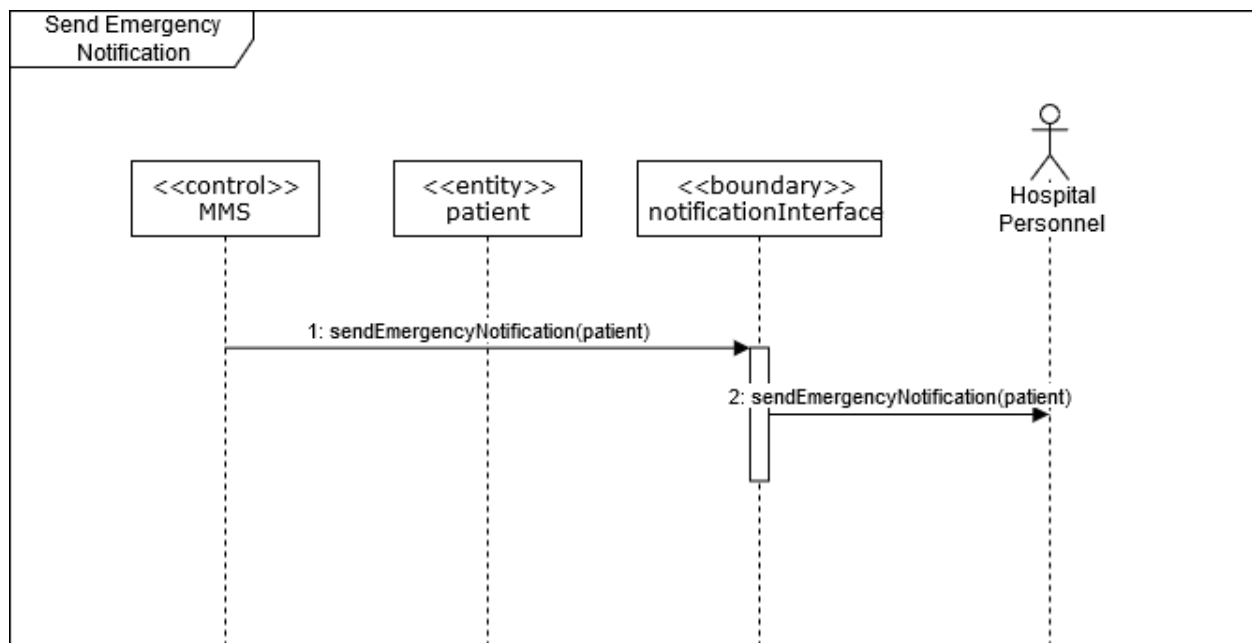 Send Emergency
Notification
<<control>>
MMS
<<entity>>
patient
<<boundary>>
notificationInterface
Hospital
Personnel
1: sendEmergencyNotification(patient)
2: sendEmergencyNotification(patient)